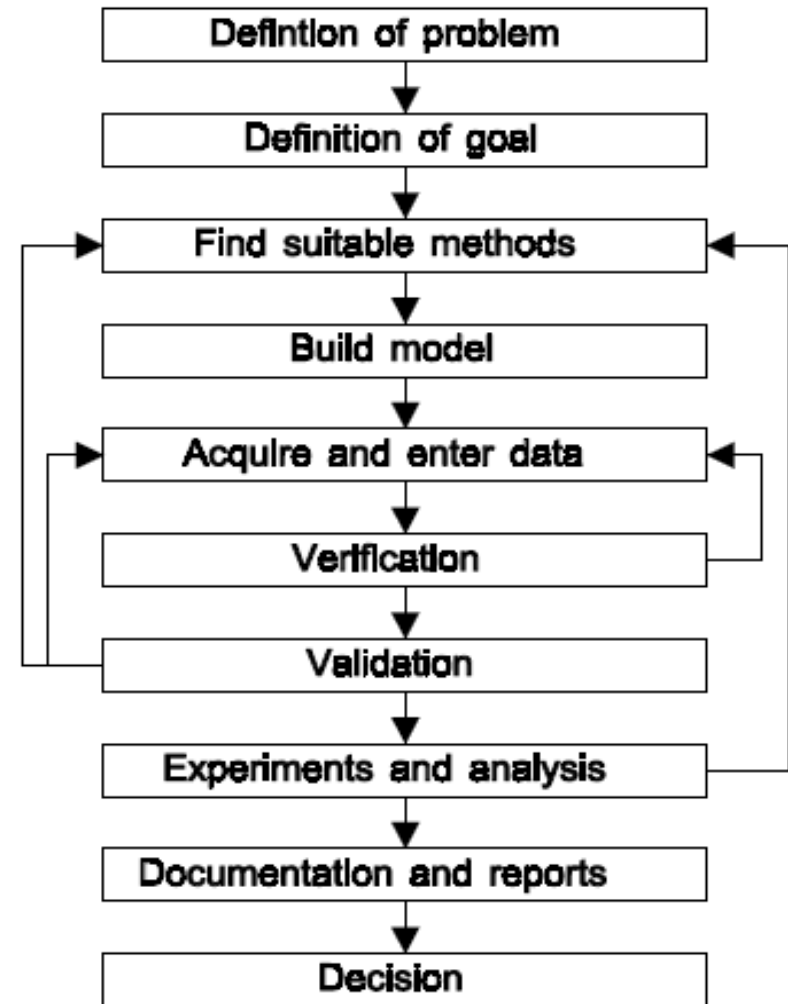 Defintion of problem
Definition of goal
Find suitable methods
Build model
Acquire and enter data
Verification
Validation
Experiments and analysis
Documentation and reports
Decision